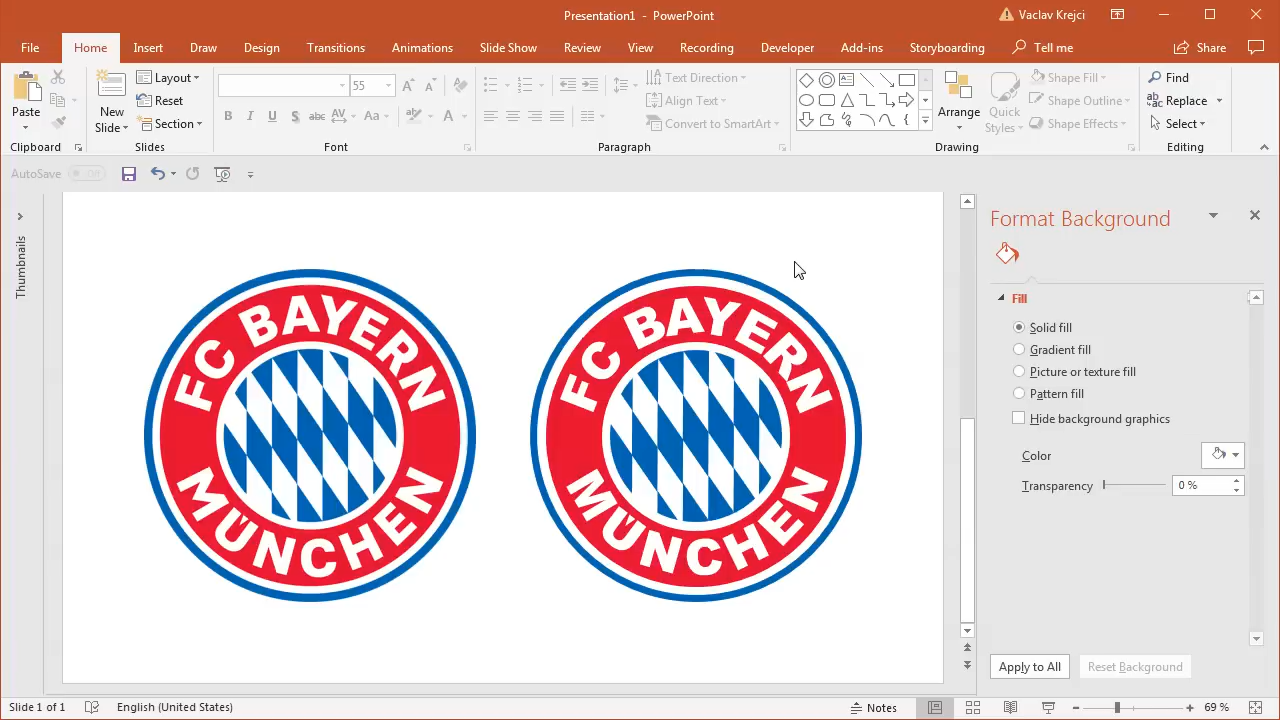 Presentation1 - PowerPoint
Vaclav Krejci
File Home Insert Draw Design Transitions Animations Slide Show Review View Recording Developer Add-ins Storyboarding Tell me Share
Paste
Clipboard
New Slide
Layout
Reset
Section
Slides
55
B I U S abc AV Aa A
Font
Text Direction
Align Text
Convert to SmartArt
Paragraph
Arrange
Quick Styles
Shape Fill
Shape Outline
Shape Effects
Drawing
Find
Replace
Select
Editing
AutoSave Off
Thumbnails
FC BAYERN
MÜNCHEN
FC BAYERN
MÜNCHEN
Format Background
Fill
Solid fill
Gradient fill
Picture or texture fill
Pattern fill
Hide background graphics
Color
Transparency 0 %
Apply to All Reset Background
Slide 1 of 1 English (United States) Notes 69 %